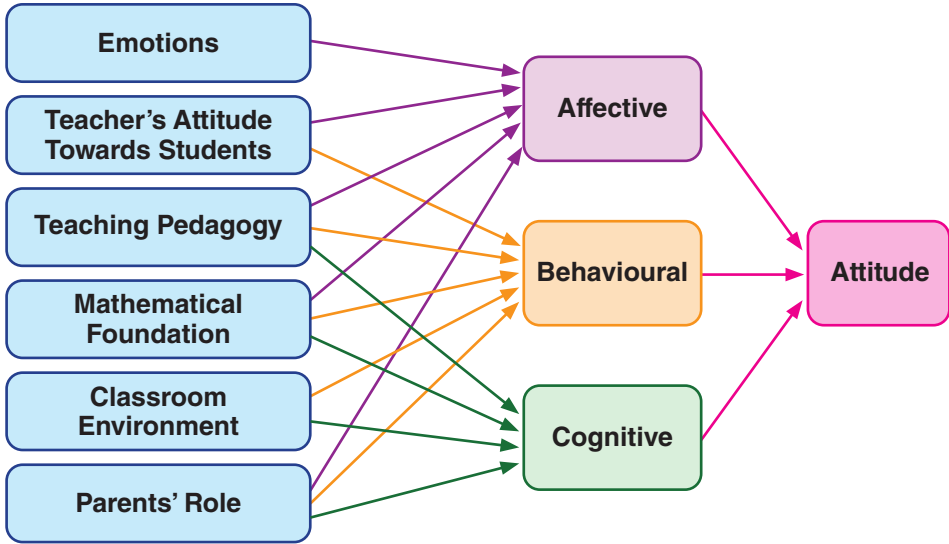 Emotions
Teacher’s Attitude
Towards Students
Teaching Pedagogy
Mathematical
Foundation
Classroom
Environment
Parents’ Role
Affective
Behavioural
Cognitive
Attitude